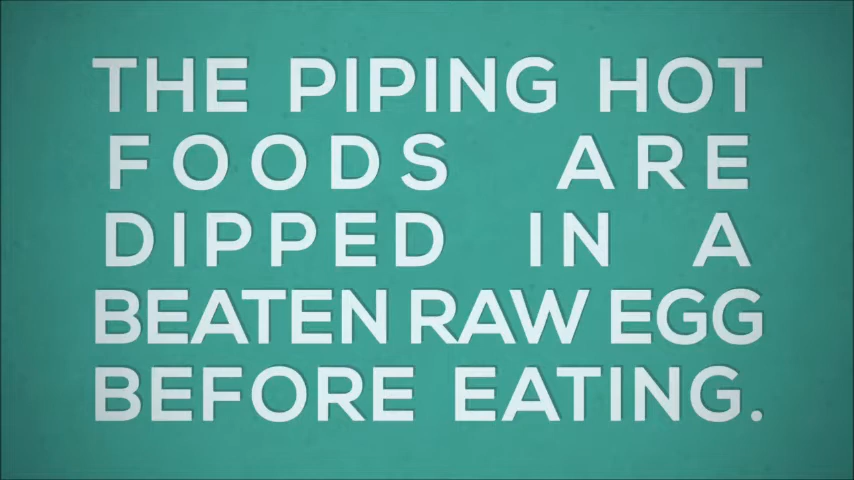 THE PIPING HOT
FOODS ARE
DIPPED IN A
BEATEN RAW EGG
BEFORE EATING.